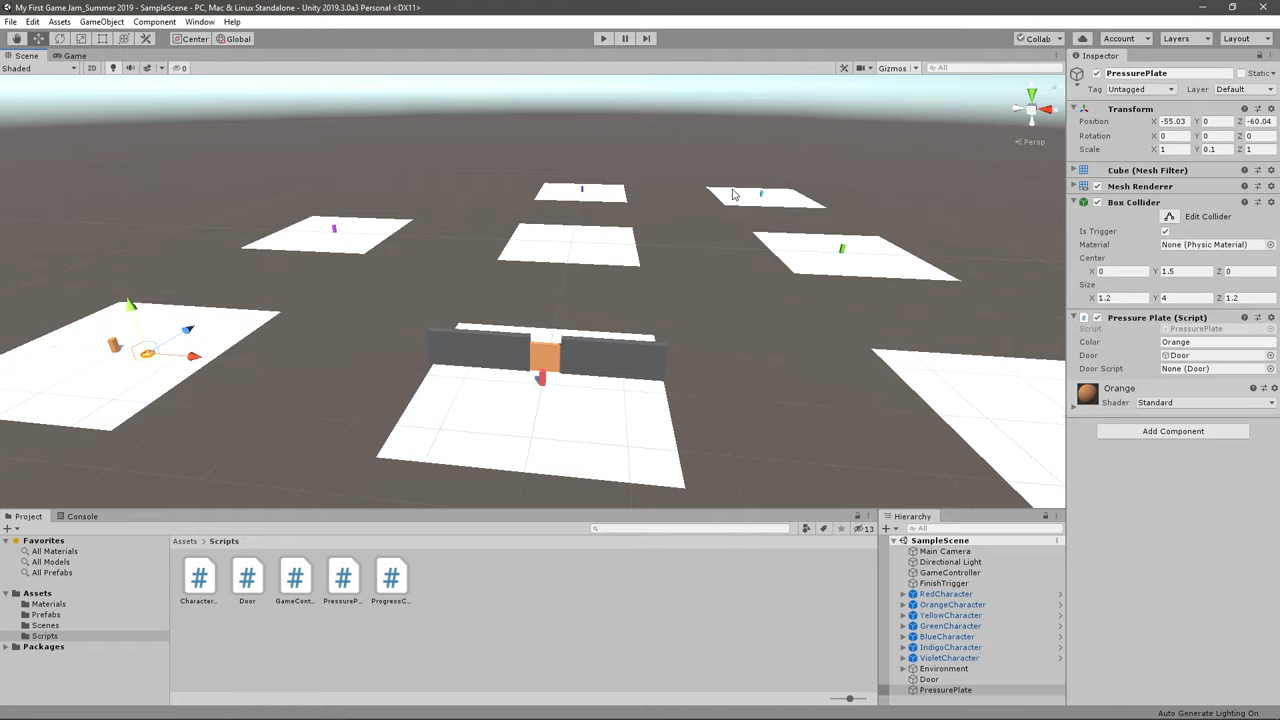 My First Game Jam_Summer 2019 - SampleScene - PC, Mac & Linux Standalone - Unity 2019.3.0a3 Personal <DX11>
File Edit Assets GameObject Component Window Help
Center Global Collab Account Layers Layout
Scene Game
Shaded 2D 0 Gizmos All
Persp
Inspector
PressurePlate Static
Tag Untagged Layer Default
Transform
Position X -55.03 Y 0 Z -60.04
Rotation X 0 Y 0 Z 0
Scale X 1 Y 0.1 Z 1
Cube (Mesh Filter)
Mesh Renderer
Box Collider
Edit Collider
Is Trigger
Material None (Physic Material)
Center
X 0 Y 1.5 Z 0
Size
X 1.2 Y 4 Z 1.2
Pressure Plate (Script)
Script PressurePlate
Color Orange
Door Door
Door Script None (Door)
Orange
Shader Standard
Add Component
Project Console
13
Favorites
All Materials
All Models
All Prefabs
Assets
Materials
Prefabs
Scenes
Scripts
Packages
Assets Scripts
Character... Door GameCont... PressureP... ProgressC...
Hierarchy
All
SampleScene
Main Camera
Directional Light
GameController
FinishTrigger
RedCharacter
OrangeCharacter
YellowCharacter
GreenCharacter
BlueCharacter
IndigoCharacter
VioletCharacter
Environment
Door
PressurePlate
Auto Generate Lighting On